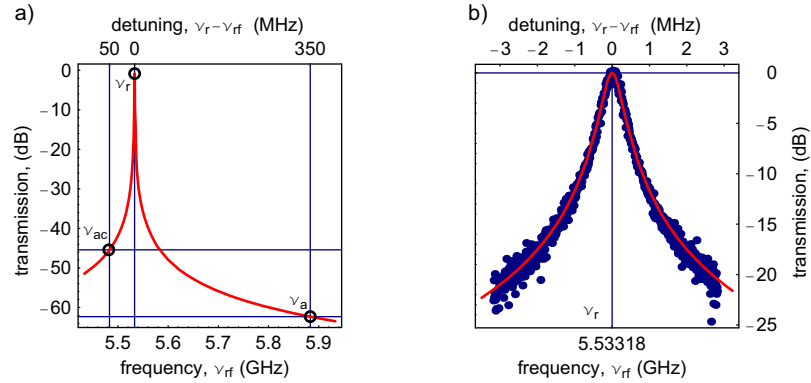 a)
detuning, νr−νrf (MHz)
50 0 350
0
−10
−20
−30
−40
−50
−60
transmission, (dB)
νr
νac
νa
5.5 5.6 5.7 5.8 5.9
frequency, νrf (GHz)
b)
detuning, νr−νrf (MHz)
−3 −2 −1 0 1 2 3
0
−5
−10
−15
−20
−25
transmission, (dB)
νr
5.53318
frequency, νrf (GHz)